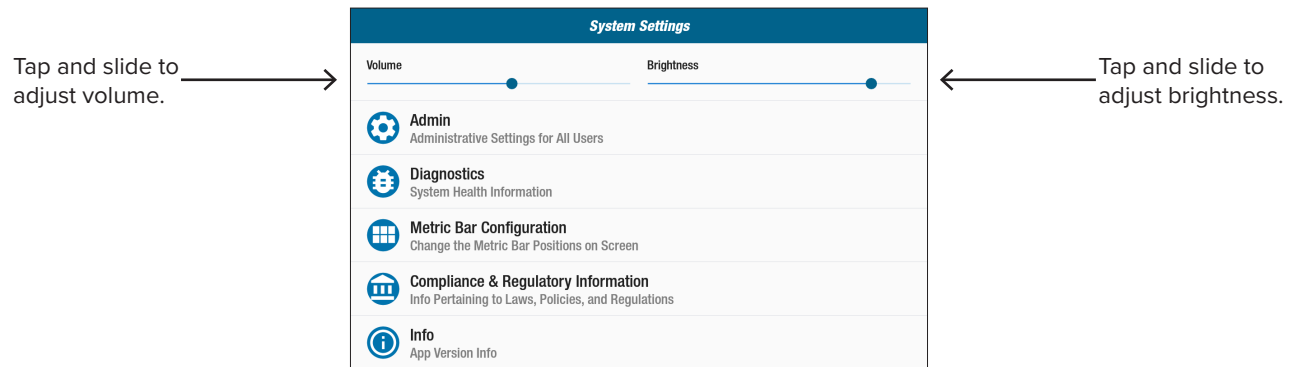 System Settings
Tap and slide to
adjust volume.
Volume
Brightness
Tap and slide to
adjust brightness.
Admin
Administrative Settings for All Users
Diagnostics
System Health Information
Metric Bar Configuration
Change the Metric Bar Positions on Screen
Compliance & Regulatory Information
Info Pertaining to Laws, Policies, and Regulations
Info
App Version Info